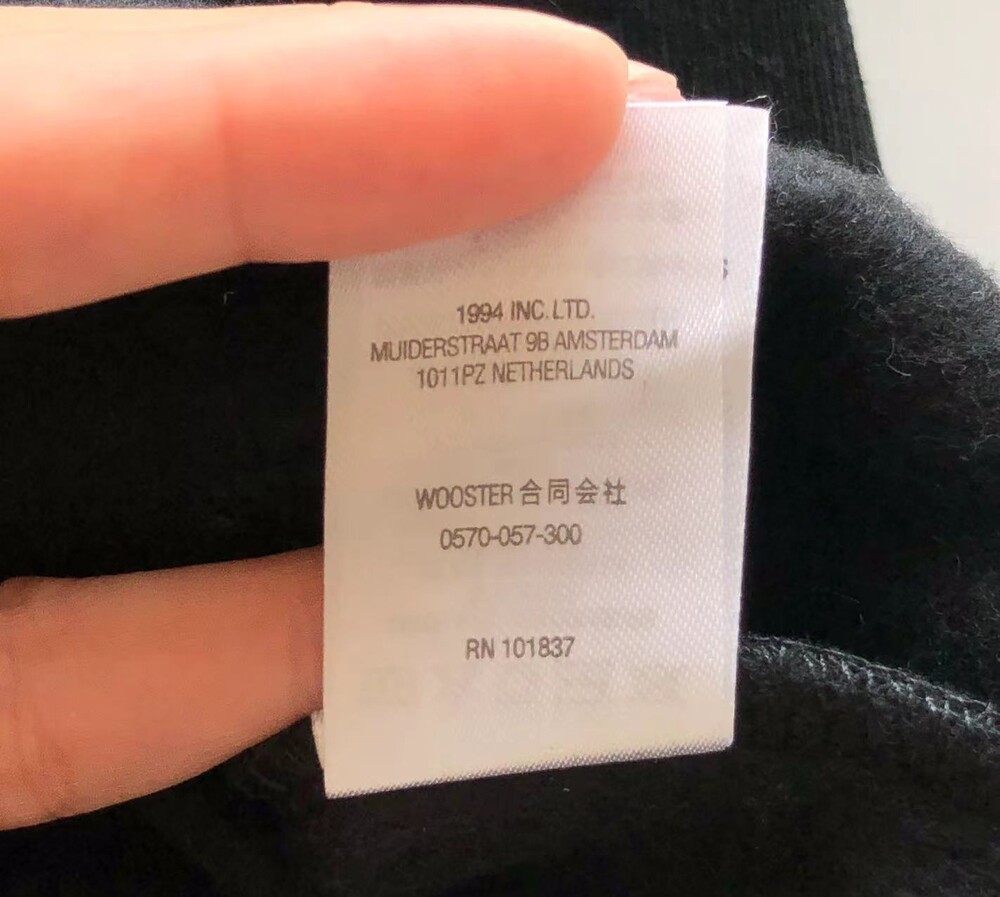 1994 INC. LTD.
MUIDERSTRAAT 9B AMSTERDAM
1011PZ NETHERLANDS
WOOSTER 合同会社
0570-057-300
RN 101837